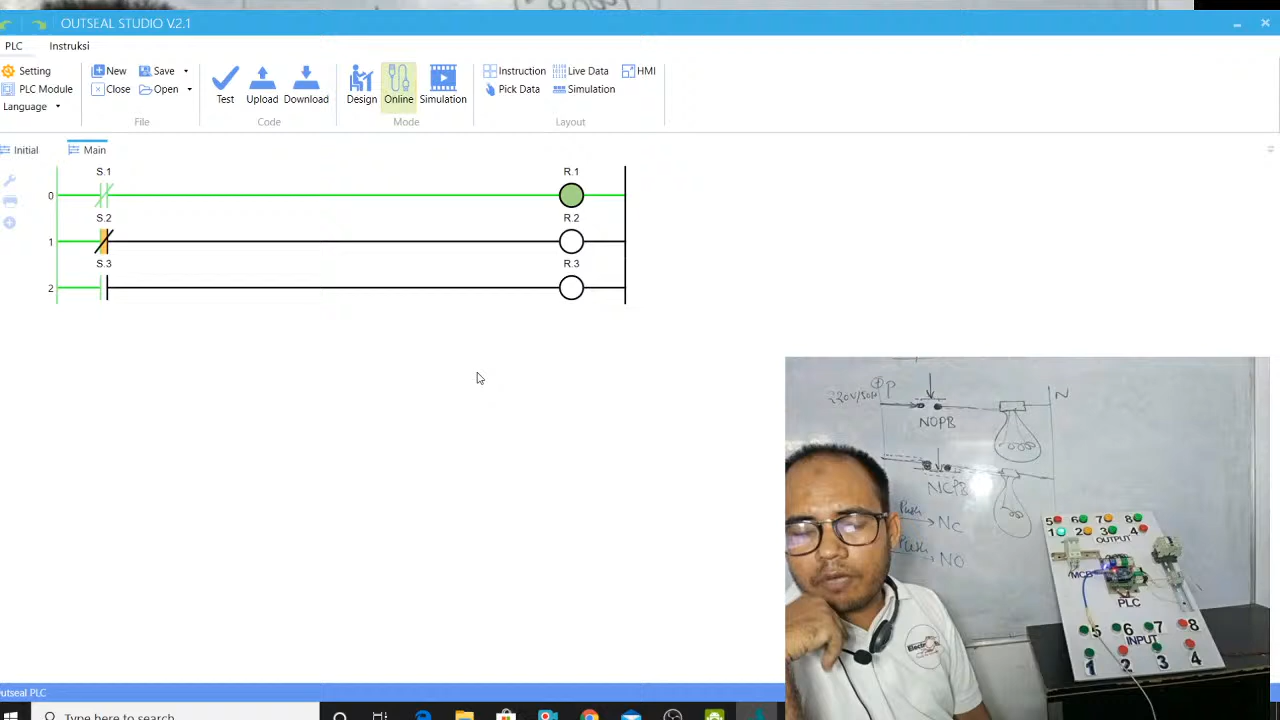 OUTSEAL STUDIO V.2.1
PLC Instruksi
Setting
PLC Module
Language
New Save
Close Open
File
Test Upload Download
Code
Design Online Simulation
Mode
Instruction Live Data HMI
Pick Data Simulation
Layout
Initial Main
S.1 R.1
0
S.2 R.2
1
S.3 R.3
2
220V/50H P N
NOPB
NCPB
Push → NC
Push → NO
5 6 7 8
1 2 3 4
OUTPUT
MCB
PLC
5 6 7 8
INPUT
1 2 3 4
utseal PLC
Type here to search